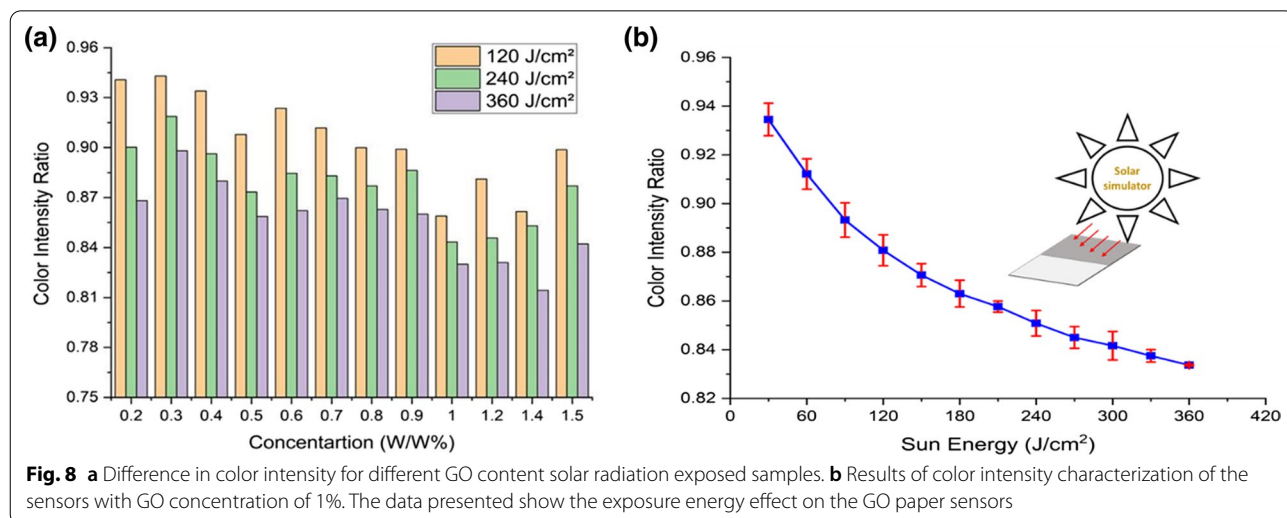 (a)
0.96
0.93
0.90
0.87
0.84
0.81
0.78
0.75
Color Intensity Ratio
120 J/cm²
240 J/cm²
360 J/cm²
0.2 0.3 0.4 0.5 0.6 0.7 0.8 0.9 1 1.2 1.4 1.5
Concentartion (W/W%)
(b)
0.96
0.94
0.92
0.90
0.88
0.86
0.84
0.82
Color Intensity Ratio
Solar
simulator
0 60 120 180 240 300 360 420
Sun Energy (J/cm²)
Fig. 8 a Difference in color intensity for different GO content solar radiation exposed samples. b Results of color intensity characterization of the
sensors with GO concentration of 1%. The data presented show the exposure energy effect on the GO paper sensors